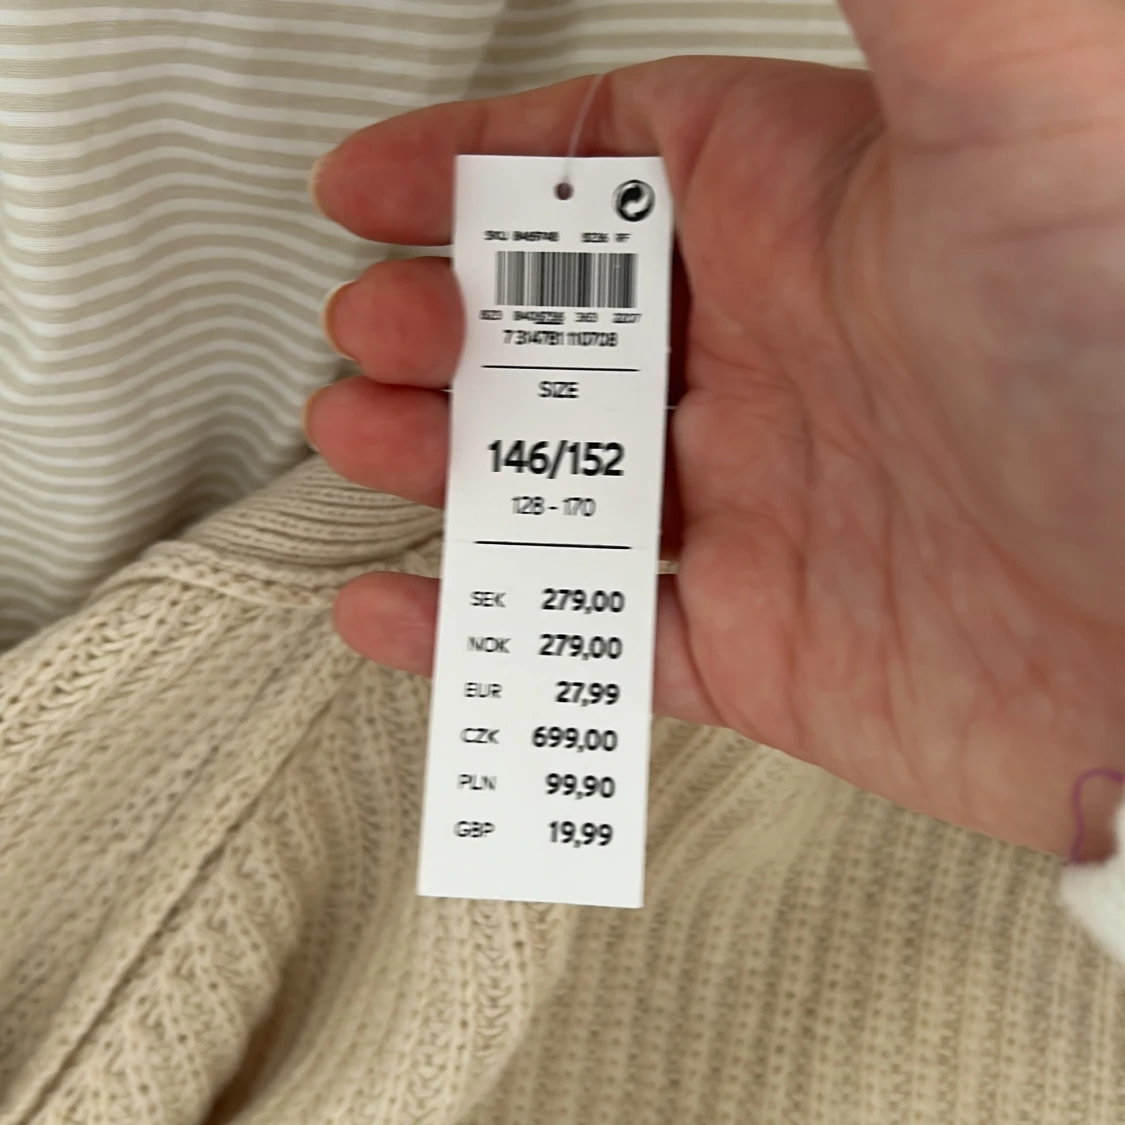 SKU
SIZE
146/152
128 - 170
SEK 279,00
NOK 279,00
EUR 27,99
CZK 699,00
PLN 99,90
GBP 19,99